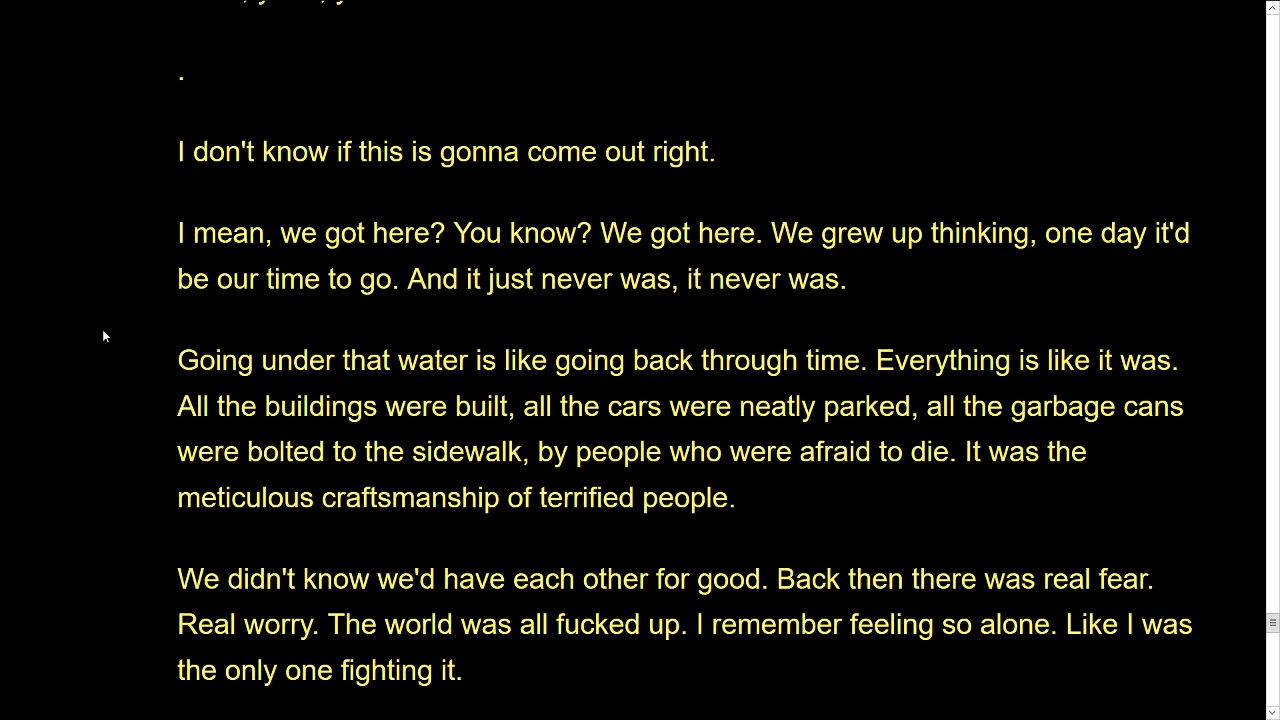 .
I don't know if this is gonna come out right.
I mean, we got here? You know? We got here. We grew up thinking, one day it'd
be our time to go. And it just never was, it never was.
Going under that water is like going back through time. Everything is like it was.
All the buildings were built, all the cars were neatly parked, all the garbage cans
were bolted to the sidewalk, by people who were afraid to die. It was the
meticulous craftsmanship of terrified people.
We didn't know we'd have each other for good. Back then there was real fear.
Real worry. The world was all fucked up. I remember feeling so alone. Like I was
the only one fighting it.